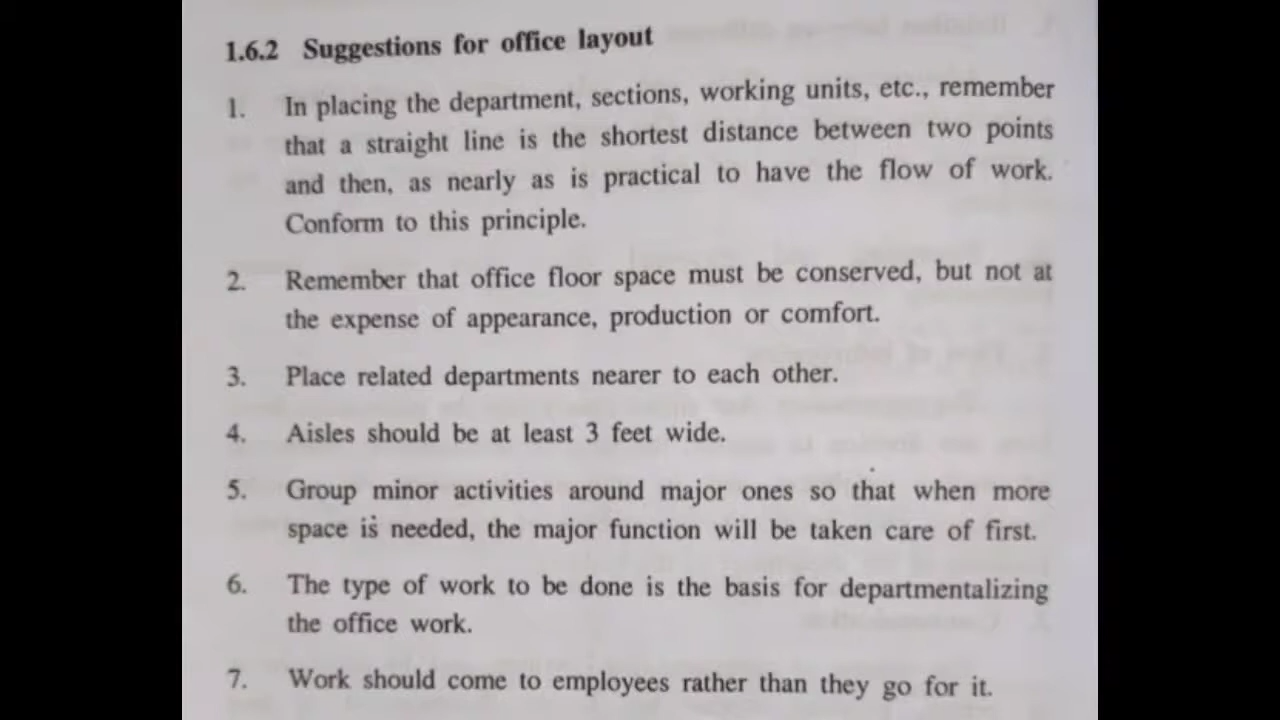 1.6.2 Suggestions for office layout
1. In placing the department, sections, working units, etc., remember
that a straight line is the shortest distance between two points
and then, as nearly as is practical to have the flow of work.
Conform to this principle.
2. Remember that office floor space must be conserved, but not at
the expense of appearance, production or comfort.
3. Place related departments nearer to each other.
4. Aisles should be at least 3 feet wide.
5. Group minor activities around major ones so that when more
space is needed, the major function will be taken care of first.
6. The type of work to be done is the basis for departmentalizing
the office work.
7. Work should come to employees rather than they go for it.